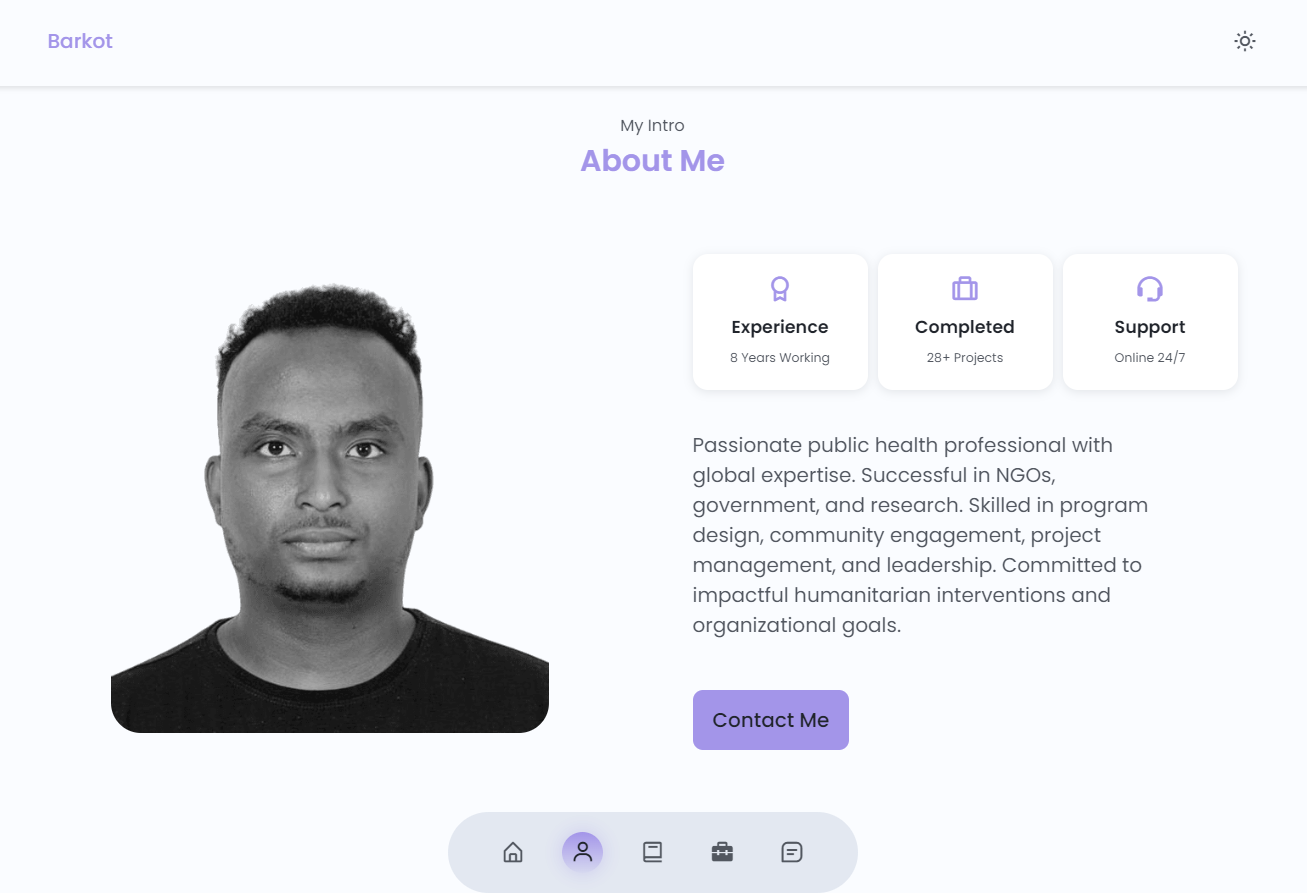 Barkot
My Intro
About Me
Experience
8 Years Working
Completed
28+ Projects
Support
Online 24/7
Passionate public health professional with
global expertise. Successful in NGOs,
government, and research. Skilled in program
design, community engagement, project
management, and leadership. Committed to
impactful humanitarian interventions and
organizational goals.
Contact Me